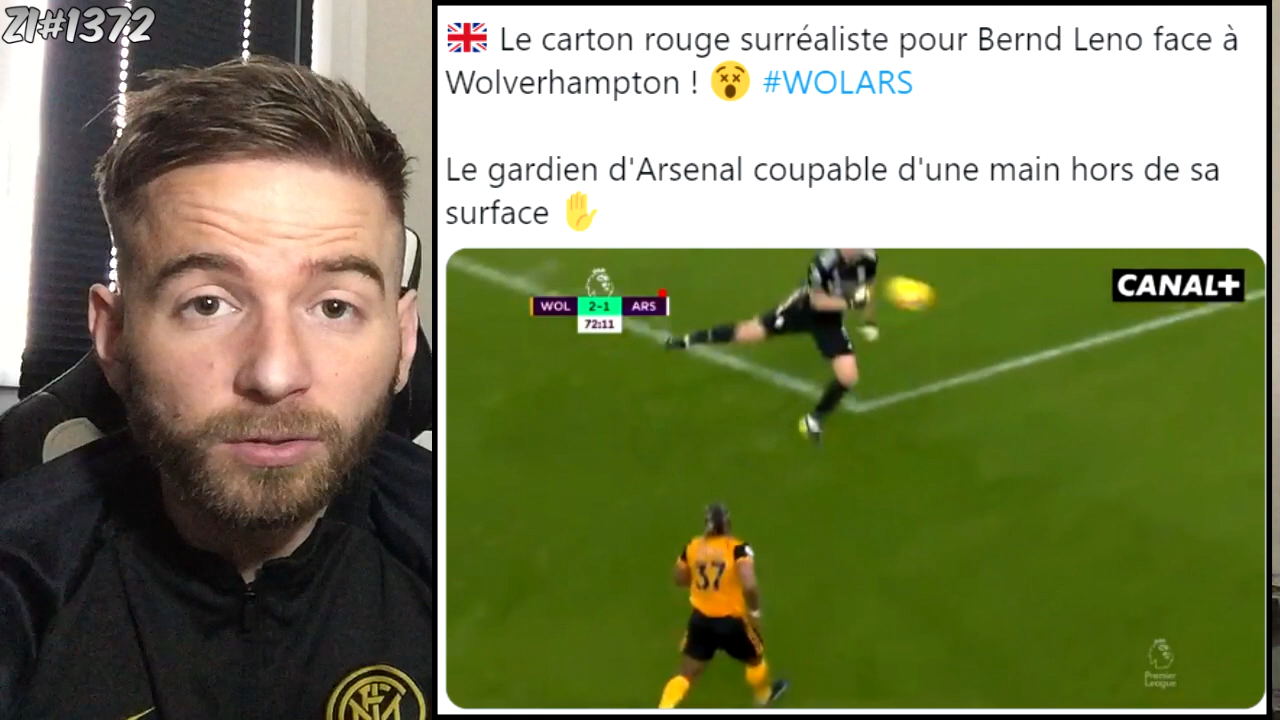 ZI#1372
🇬🇧 Le carton rouge surréaliste pour Bernd Leno face à
Wolverhampton ! 😵 #WOLARS
Le gardien d'Arsenal coupable d'une main hors de sa
surface ✋
CANAL+
WOL 2-1 ARS
72:11
37
Premier
League